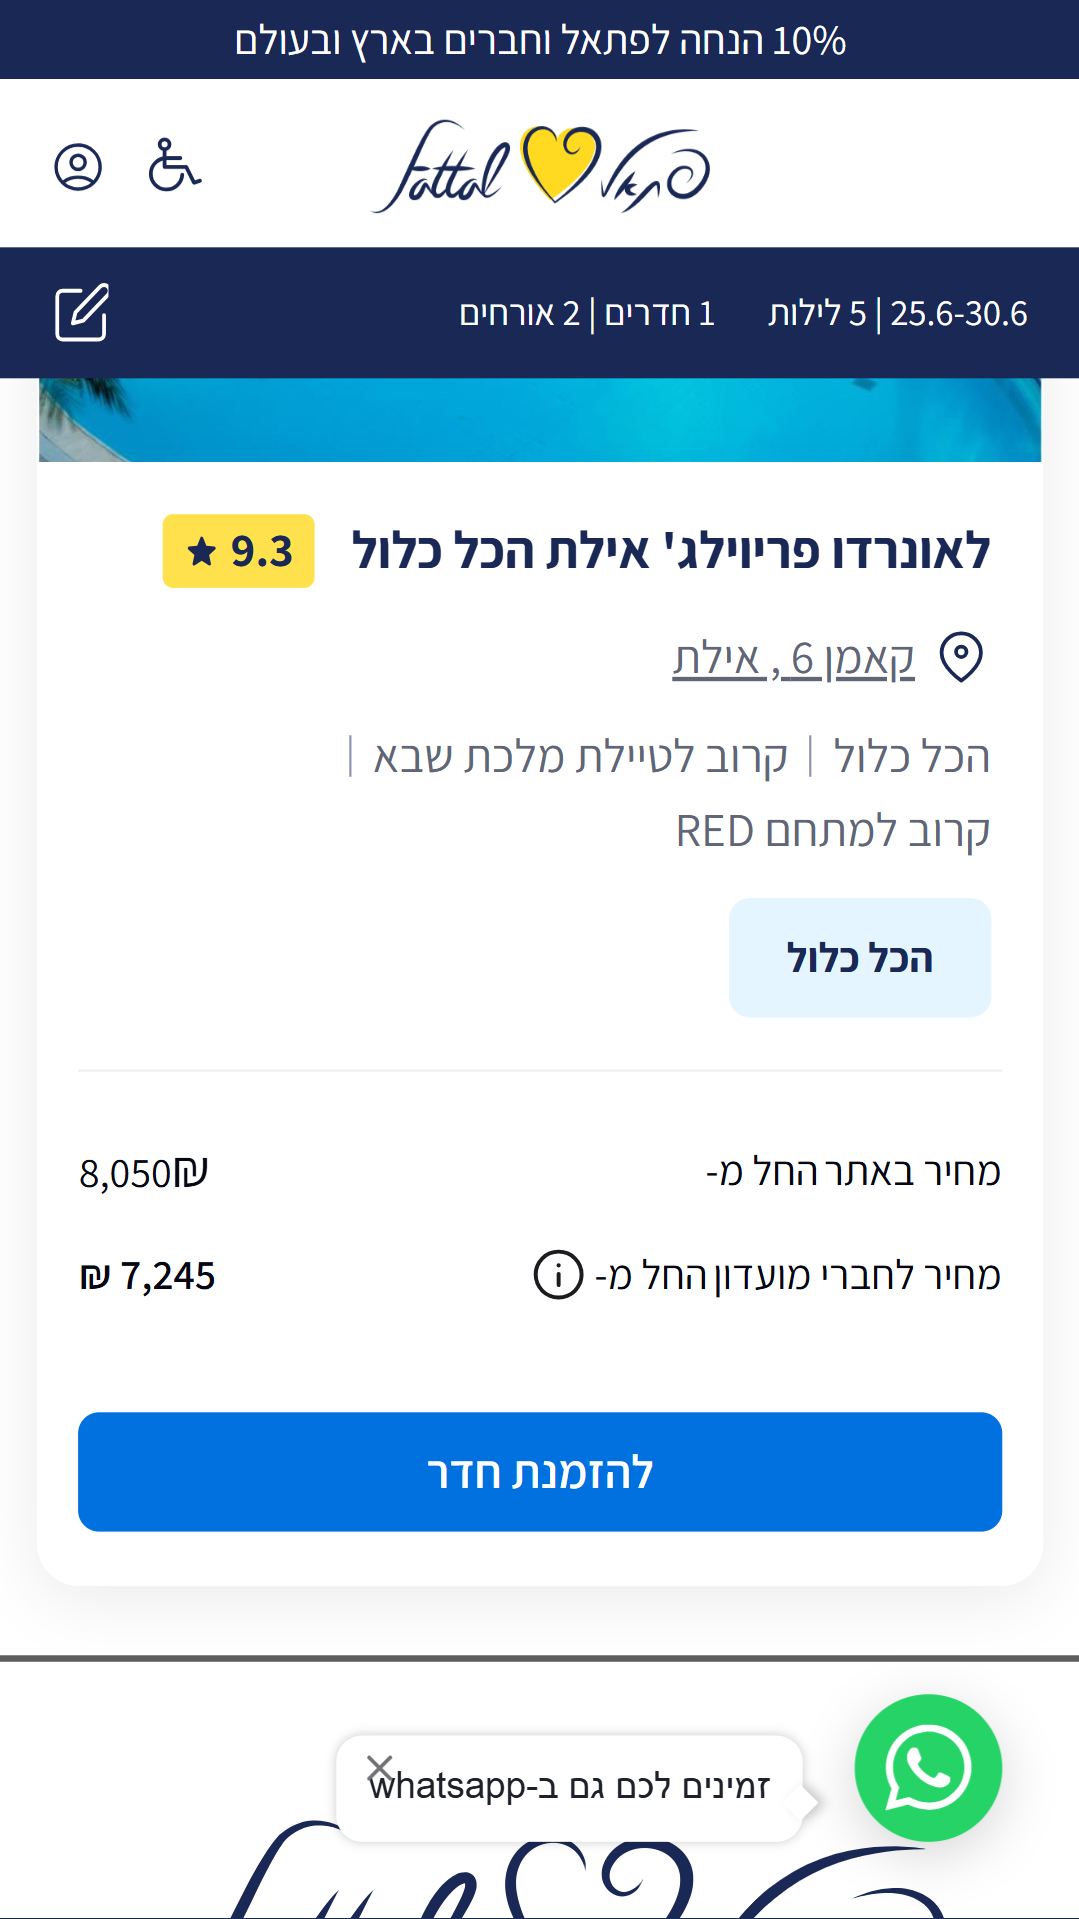 10% הנחה לפתאל וחברים בארץ ובעולם
fattal פתאל
25.6-30.6 | 5 לילות 1 חדרים | 2 אורחים
לאונרדו פריווילג' אילת הכל כלול 9.3
קאמן 6 , אילת
הכל כלול | קרוב לטיילת מלכת שבא |
קרוב למתחם RED
הכל כלול
מחיר באתר החל מ- ₪8,050
מחיר לחברי מועדון החל מ- 7,245 ₪
להזמנת חדר
זמינים לכם גם ב-whatsapp